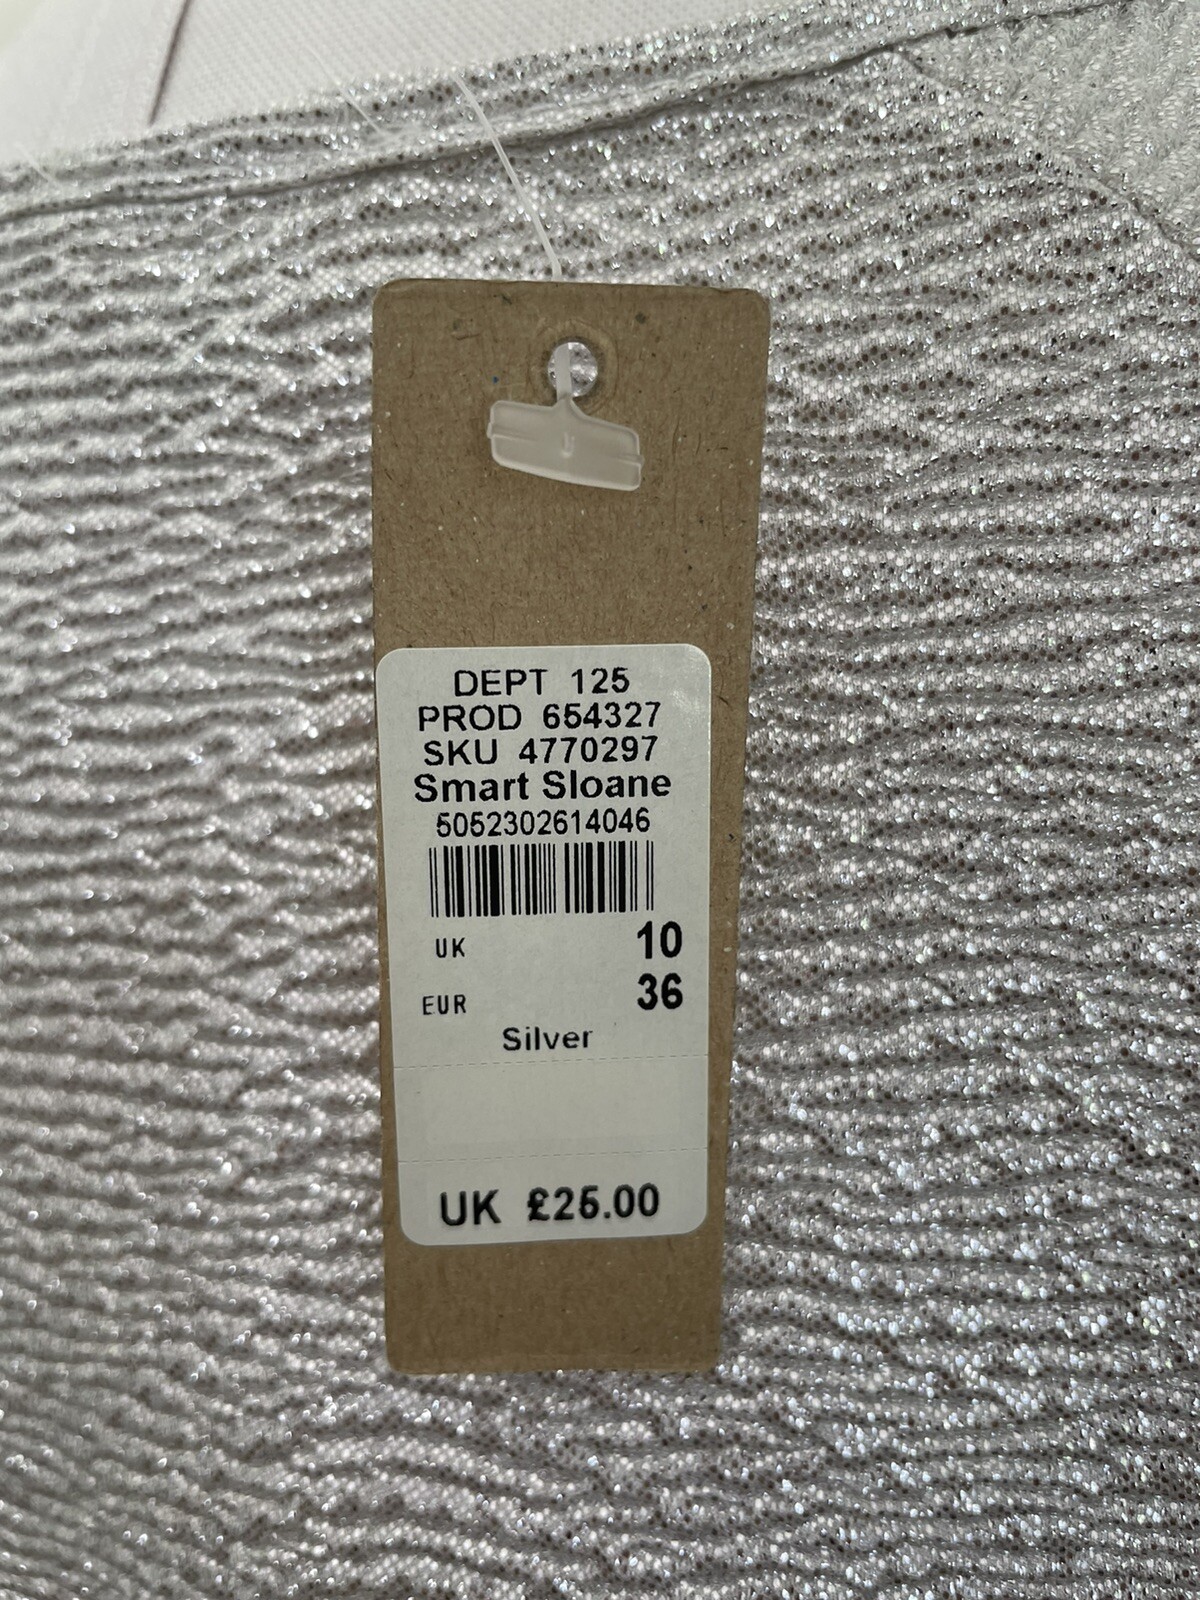 DEPT 125
PROD 654327
SKU 4770297
Smart Sloane
5052302614046
UK 10
EUR 36
Silver
UK £25.00